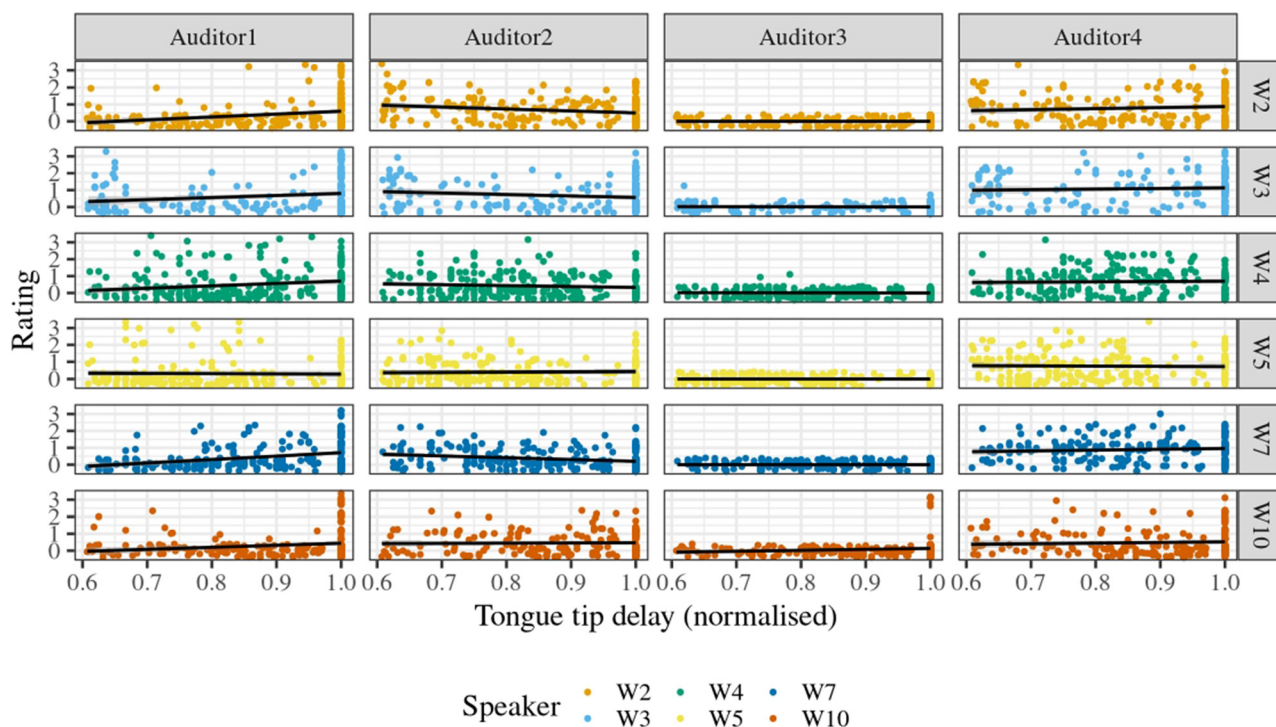 Auditor1 Auditor2 Auditor3 Auditor4
3
2
1
0
W2
3
2
1
0
W3
3
2
1
0
W4
3
2
1
0
W5
3
2
1
0
W7
3
2
1
0
W10
Rating
0.6 0.7 0.8 0.9 1.0 0.6 0.7 0.8 0.9 1.0 0.6 0.7 0.8 0.9 1.0 0.6 0.7 0.8 0.9 1.0
Tongue tip delay (normalised)
Speaker
W2 W4 W7
W3 W5 W10